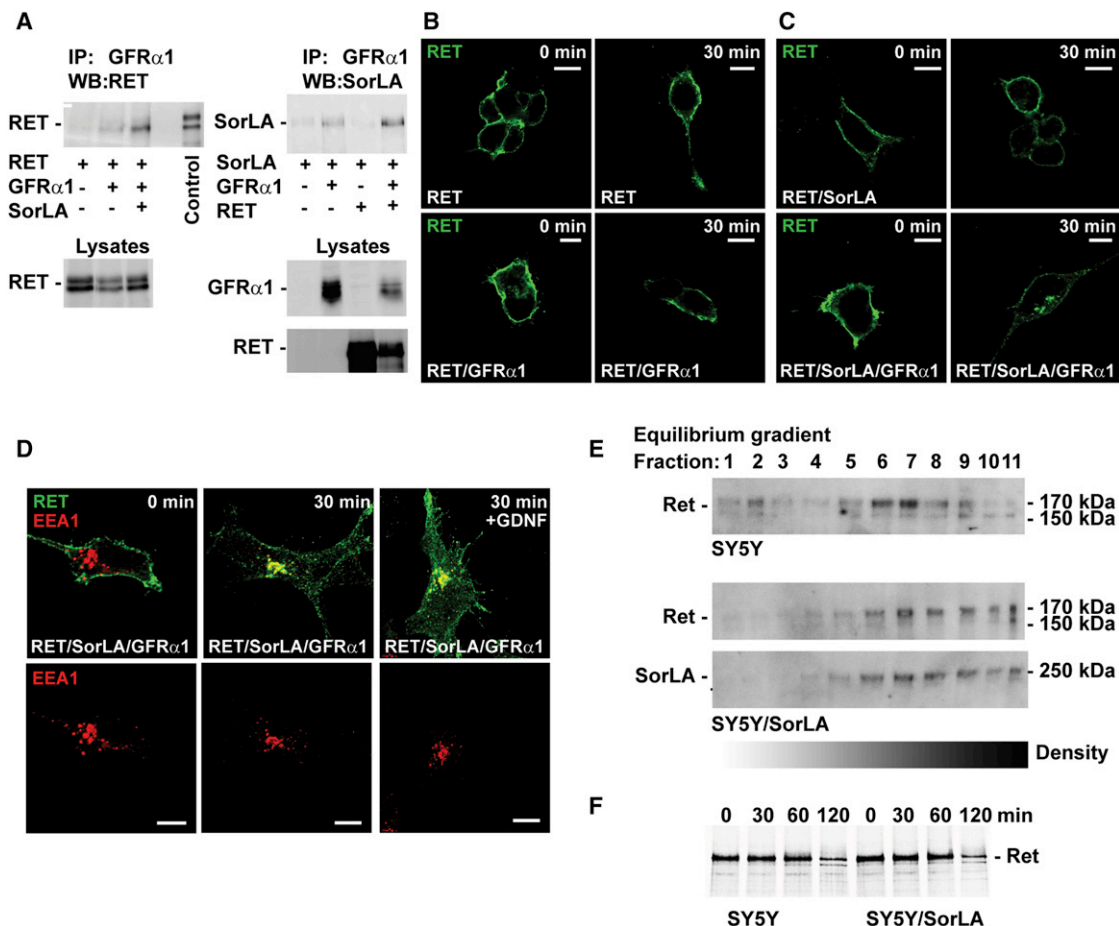 A
IP: GFRα1
WB:RET
RET -
Control
RET + + +
GFRα1 - + +
SorLA - - +
Lysates
RET -
IP: GFRα1
WB:SorLA
SorLA -
SorLA + + + +
GFRα1 - + - +
RET - - + +
Lysates
GFRα1 -
RET -
B
RET 0 min
RET
30 min
RET
RET 0 min
RET/GFRα1
30 min
RET/GFRα1
C
RET 0 min
RET/SorLA
30 min
RET 0 min
RET/SorLA/GFRα1
30 min
RET/SorLA/GFRα1
D
RET 0 min
EEA1
RET/SorLA/GFRα1
30 min
RET/SorLA/GFRα1
30 min
+GDNF
RET/SorLA/GFRα1
EEA1
E
Equilibrium gradient
Fraction: 1 2 3 4 5 6 7 8 9 10 11
Ret - - 170 kDa
- 150 kDa
SY5Y
Ret - - 170 kDa
- 150 kDa
SorLA - - 250 kDa
SY5Y/SorLA
Density
F
0 30 60 120 0 30 60 120 min
- Ret
SY5Y SY5Y/SorLA